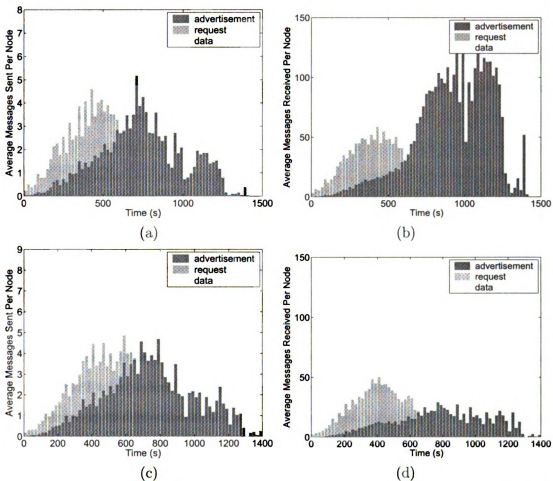 Average Messages Sent Per Node
8
7
6
5
4
3
2
1
0
0 500 1000 1500
Time (s)
advertisement
request
data
(a)
Average Messages Received Per Node
150
100
50
0
0 500 1000 1500
Time (s)
advertisement
request
data
(b)
Average Messages Sent Per Node
9
8
7
6
5
4
3
2
1
0
0 200 400 600 800 1000 1200 1400
Time (s)
advertisement
request
data
(c)
Average Messages Received Per Node
150
100
50
0
0 200 400 600 800 1000 1200 1400
Time (s)
advertisement
request
data
(d)